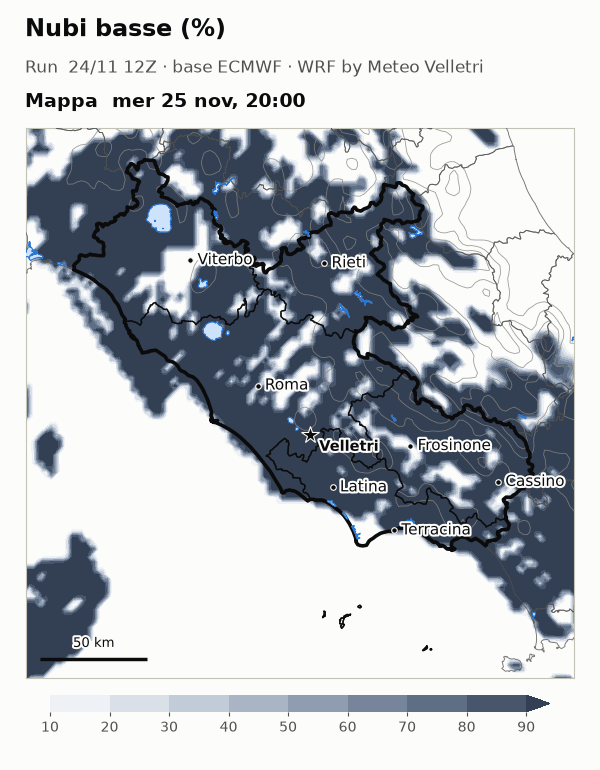 Nubi basse (%)
Run  24/11 12Z · base ECMWF · WRF by Meteo Velletri
Mappa  mer 25 nov, 20:00
Viterbo
Rieti
Roma
Velletri
Frosinone
Cassino
Latina
Terracina
50 km
10 20 30 40 50 60 70 80 90